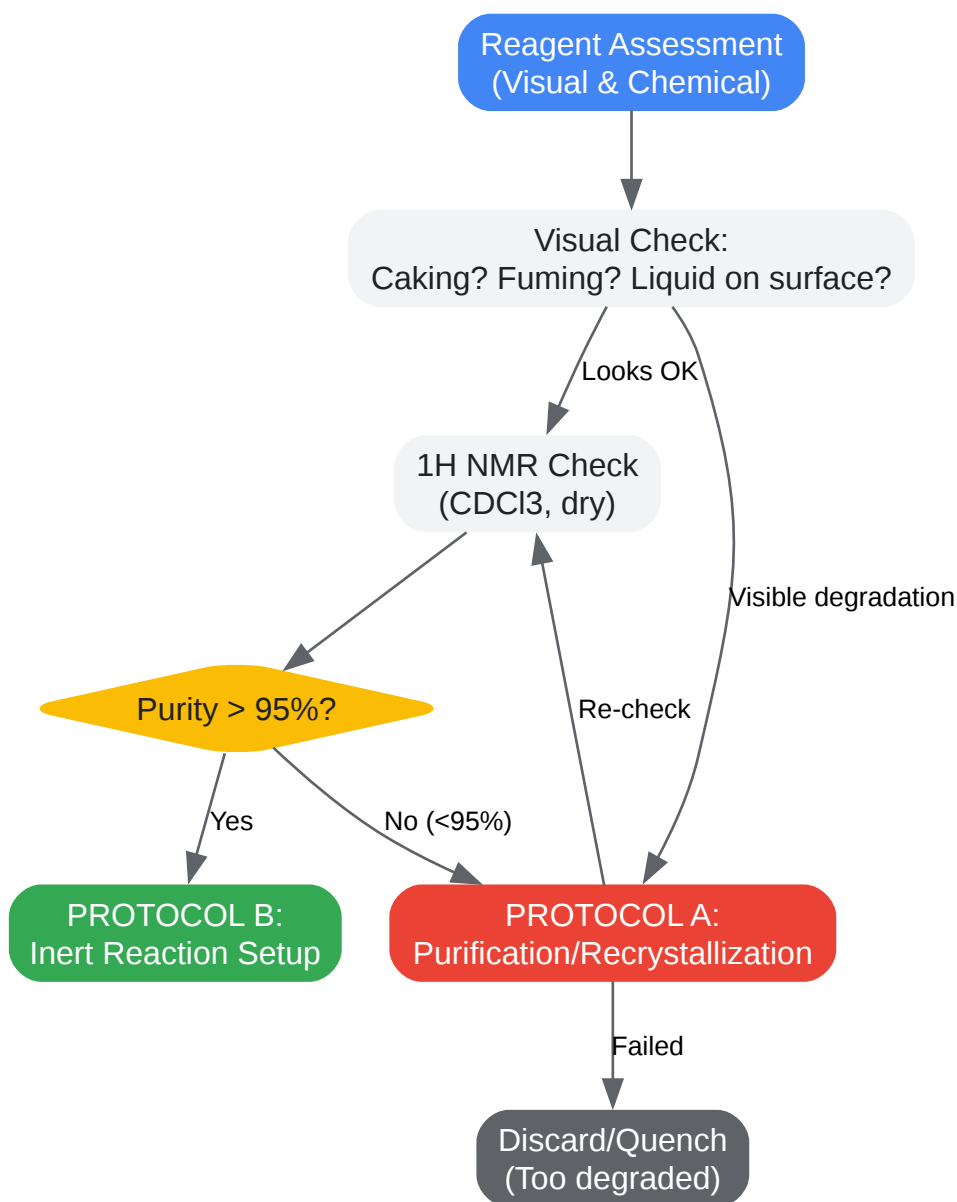 Reagent Assessment
(Visual & Chemical)
Visual Check:
Caking? Fuming? Liquid on surface?
Looks OK
1H NMR Check
(CDCl3, dry)
Visible degradation
Purity > 95%?
Re-check
Yes
No (<95%)
PROTOCOL B:
Inert Reaction Setup
PROTOCOL A:
Purification/Recrystallization
Failed
Discard/Quench
(Too degraded)